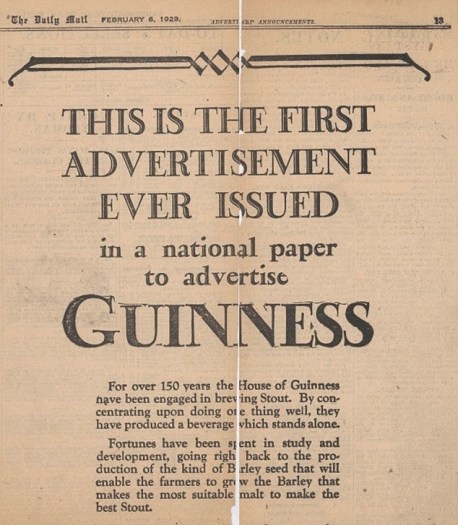 The Daily Mail FEBRUARY 6, 1929. ADVERTISERS' ANNOUNCEMENTS. 13
THIS IS THE FIRST
ADVERTISEMENT
EVER ISSUED
in a national paper
to advertise
GUINNESS
For over 150 years the House of Guinness
have been engaged in brewing Stout. By con-
centrating upon doing one thing well, they
have produced a beverage which stands alone.
Fortunes have been spent in study and
development, going right back to the pro-
duction of the kind of Barley seed that will
enable the farmers to grow the Barley that
makes the most suitable malt to make the
best Stout.